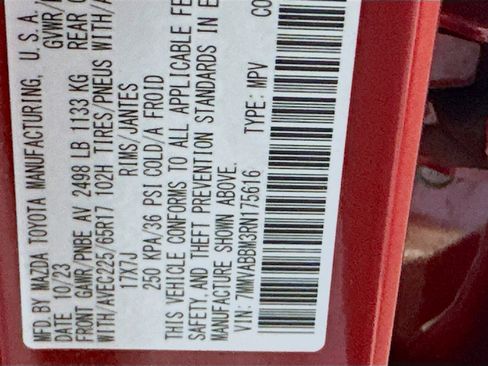 MFD.BY MAZDA TOYOTA MANUFACTURING, U.S.A.
DATE 10/23 GVWR/
FRONT GAWR/PNBE AV 2498 LB 1133 KG REAR G
WITH/AVEC225/65R17 102H TIRES/PNEUS WITH/A
17X7J RIMS/JANTES
250 KPA/36 PSI COLD/A FROID
THIS VEHICLE CONFORMS TO ALL APPLICABLE FE
SAFETY,AND THEFT PREVENTION STANDARDS IN E
MANUFACTURE SHOWN ABOVE. CO
VIN: 7MMVABBM3RN175616 TYPE: MPV